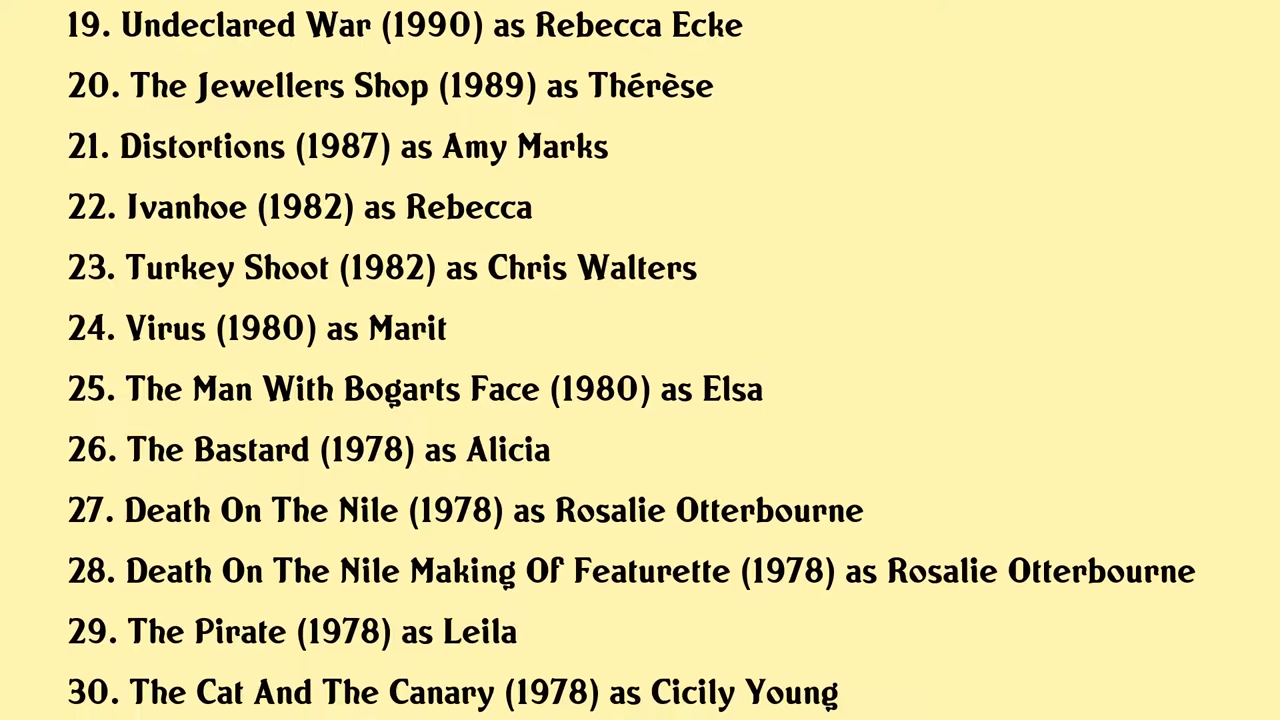 19. Undeclared War (1990) as Rebecca Ecke
20. The Jewellers Shop (1989) as Thérèse
21. Distortions (1987) as Amy Marks
22. Ivanhoe (1982) as Rebecca
23. Turkey Shoot (1982) as Chris Walters
24. Virus (1980) as Marit
25. The Man With Bogarts Face (1980) as Elsa
26. The Bastard (1978) as Alicia
27. Death On The Nile (1978) as Rosalie Otterbourne
28. Death On The Nile Making Of Featurette (1978) as Rosalie Otterbourne
29. The Pirate (1978) as Leila
30. The Cat And The Canary (1978) as Cicily Young